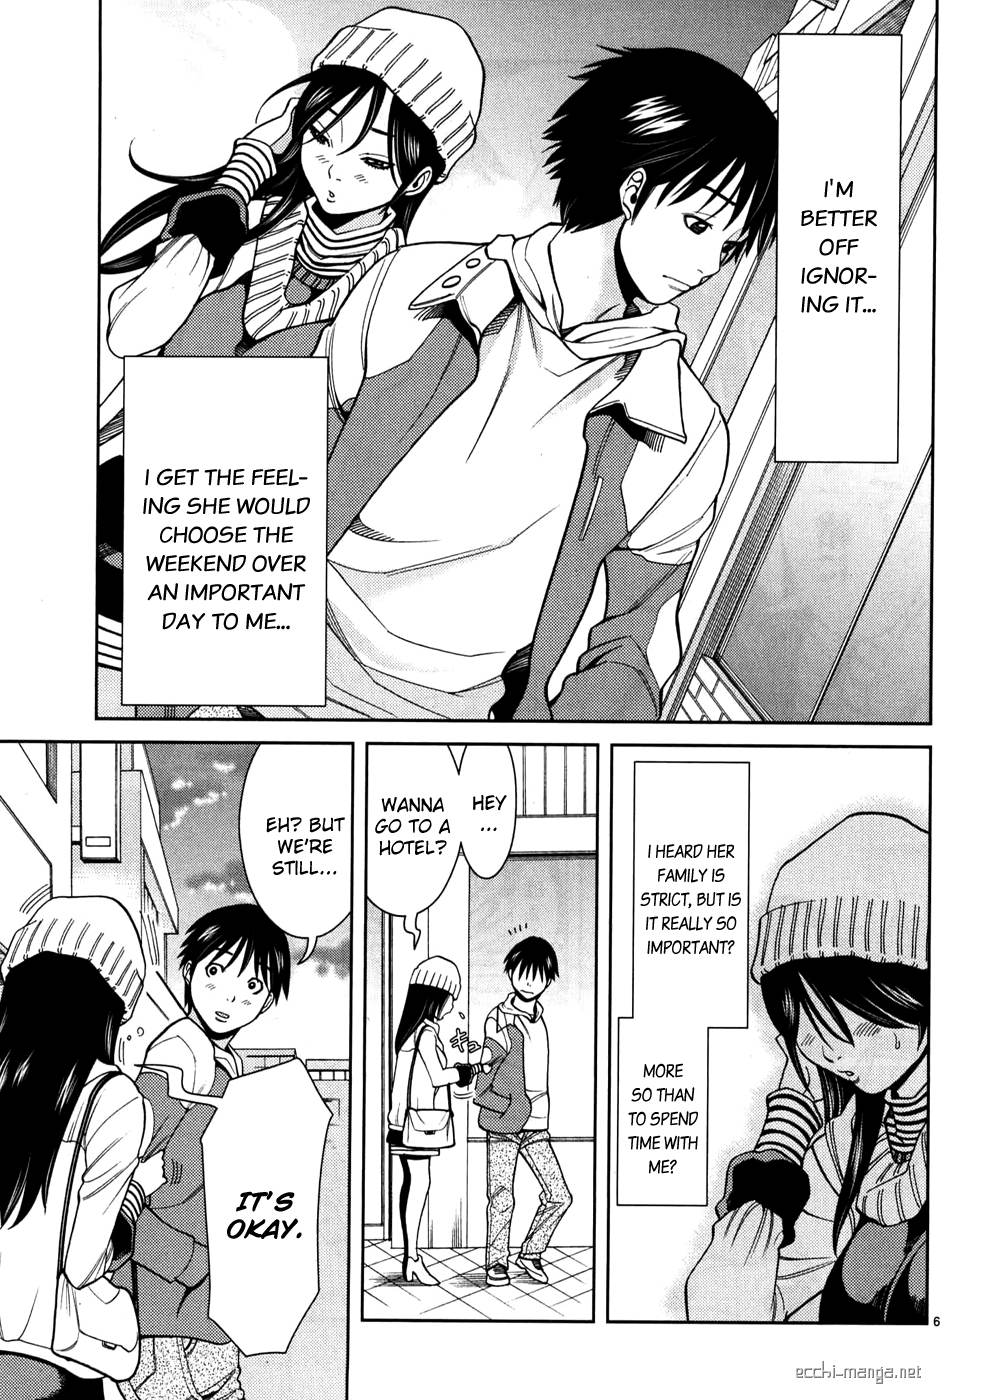 I'M
BETTER
OFF
IGNOR-
ING IT...
I GET THE FEEL-
ING SHE WOULD
CHOOSE THE
WEEKEND OVER
AN IMPORTANT
DAY TO ME...
I HEARD HER
FAMILY IS
STRICT, BUT IS
IT REALLY SO
IMPORTANT?
MORE
SO THAN
TO SPEND
TIME WITH
ME?
HEY
...
WANNA
GO TO A
HOTEL?
キュ
EH? BUT
WE'RE
STILL...
IT'S
OKAY.
6
ecchi-manga.net